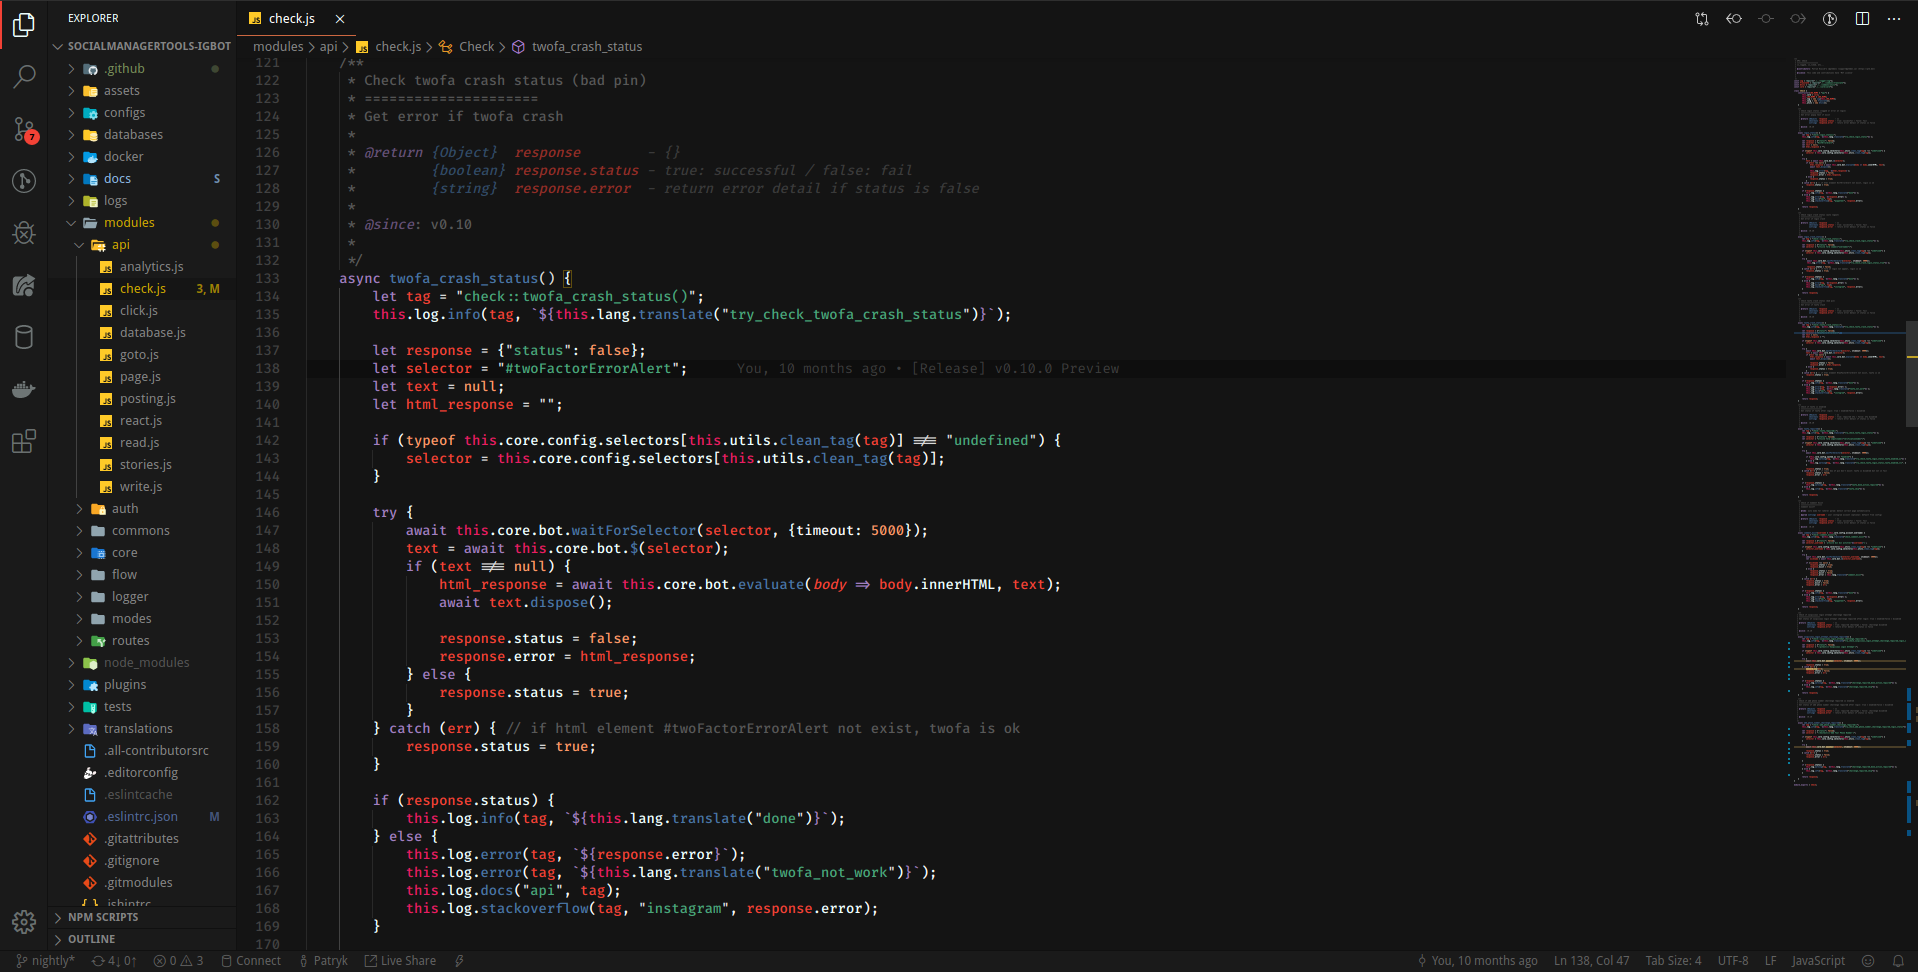 EXPLORER
SOCIALMANAGERTOOLS-IGBOT
.github
assets
configs
databases
docker
docs S
logs
modules
api
analytics.js
check.js 3, M
click.js
database.js
goto.js
page.js
posting.js
react.js
read.js
stories.js
write.js
auth
commons
core
flow
logger
modes
routes
node_modules
plugins
tests
translations
.all-contributorsrc
.editorconfig
.eslintcache
.eslintrc.json M
.gitattributes
.gitignore
.gitmodules
.jshintrc
NPM SCRIPTS
OUTLINE
7
JS check.js ×
modules > api > JS check.js > Check > twofa_crash_status
121 /**
122 * Check twofa crash status (bad pin)
123 * =====================
124 * Get error if twofa crash
125 *
126 * @return {Object} response - {}
127 * {boolean} response.status - true: successful / false: fail
128 * {string} response.error - return error detail if status is false
129 *
130 * @since: v0.10
131 *
132 */
133 async twofa_crash_status() {
134 let tag = "check::twofa_crash_status()";
135 this.log.info(tag, `${this.lang.translate("try_check_twofa_crash_status")}`);
136
137 let response = {"status": false};
138 let selector = "#twoFactorErrorAlert"; You, 10 months ago • [Release] v0.10.0 Preview
139 let text = null;
140 let html_response = "";
141
142 if (typeof this.core.config.selectors[this.utils.clean_tag(tag)] !== "undefined") {
143 selector = this.core.config.selectors[this.utils.clean_tag(tag)];
144 }
145
146 try {
147 await this.core.bot.waitForSelector(selector, {timeout: 5000});
148 text = await this.core.bot.$(selector);
149 if (text !== null) {
150 html_response = await this.core.bot.evaluate(body => body.innerHTML, text);
151 await text.dispose();
152
153 response.status = false;
154 response.error = html_response;
155 } else {
156 response.status = true;
157 }
158 } catch (err) { // if html element #twoFactorErrorAlert not exist, twofa is ok
159 response.status = true;
160 }
161
162 if (response.status) {
163 this.log.info(tag, `${this.lang.translate("done")}`);
164 } else {
165 this.log.error(tag, `${response.error}`);
166 this.log.error(tag, `${this.lang.translate("twofa_not_work")}`);
167 this.log.docs("api", tag);
168 this.log.stackoverflow(tag, "instagram", response.error);
169 }
170
nightly* 4↓ 0↑ 0 3 Connect Patryk Live Share You, 10 months ago Ln 138, Col 47 Tab Size: 4 UTF-8 LF JavaScript